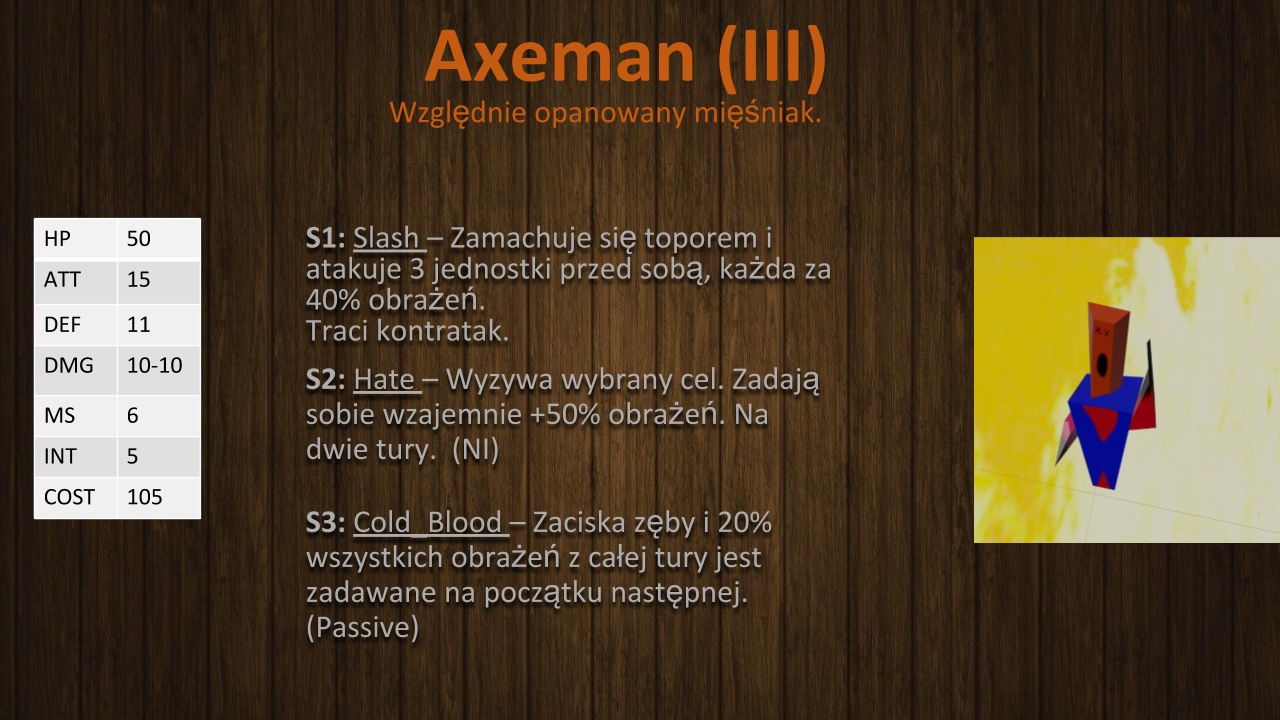 Axeman (III)
Względnie opanowany mięśniak.
HP 50
ATT 15
DEF 11
DMG 10-10
MS 6
INT 5
COST 105
S1: Slash – Zamachuje się toporem i
atakuje 3 jednostki przed sobą, każda za
40% obrażeń.
Traci kontratak.
S2: Hate – Wyzywa wybrany cel. Zadają
sobie wzajemnie +50% obrażeń. Na
dwie tury. (NI)
S3: Cold_Blood – Zaciska zęby i 20%
wszystkich obrażeń z całej tury jest
zadawane na początku następnej.
(Passive)